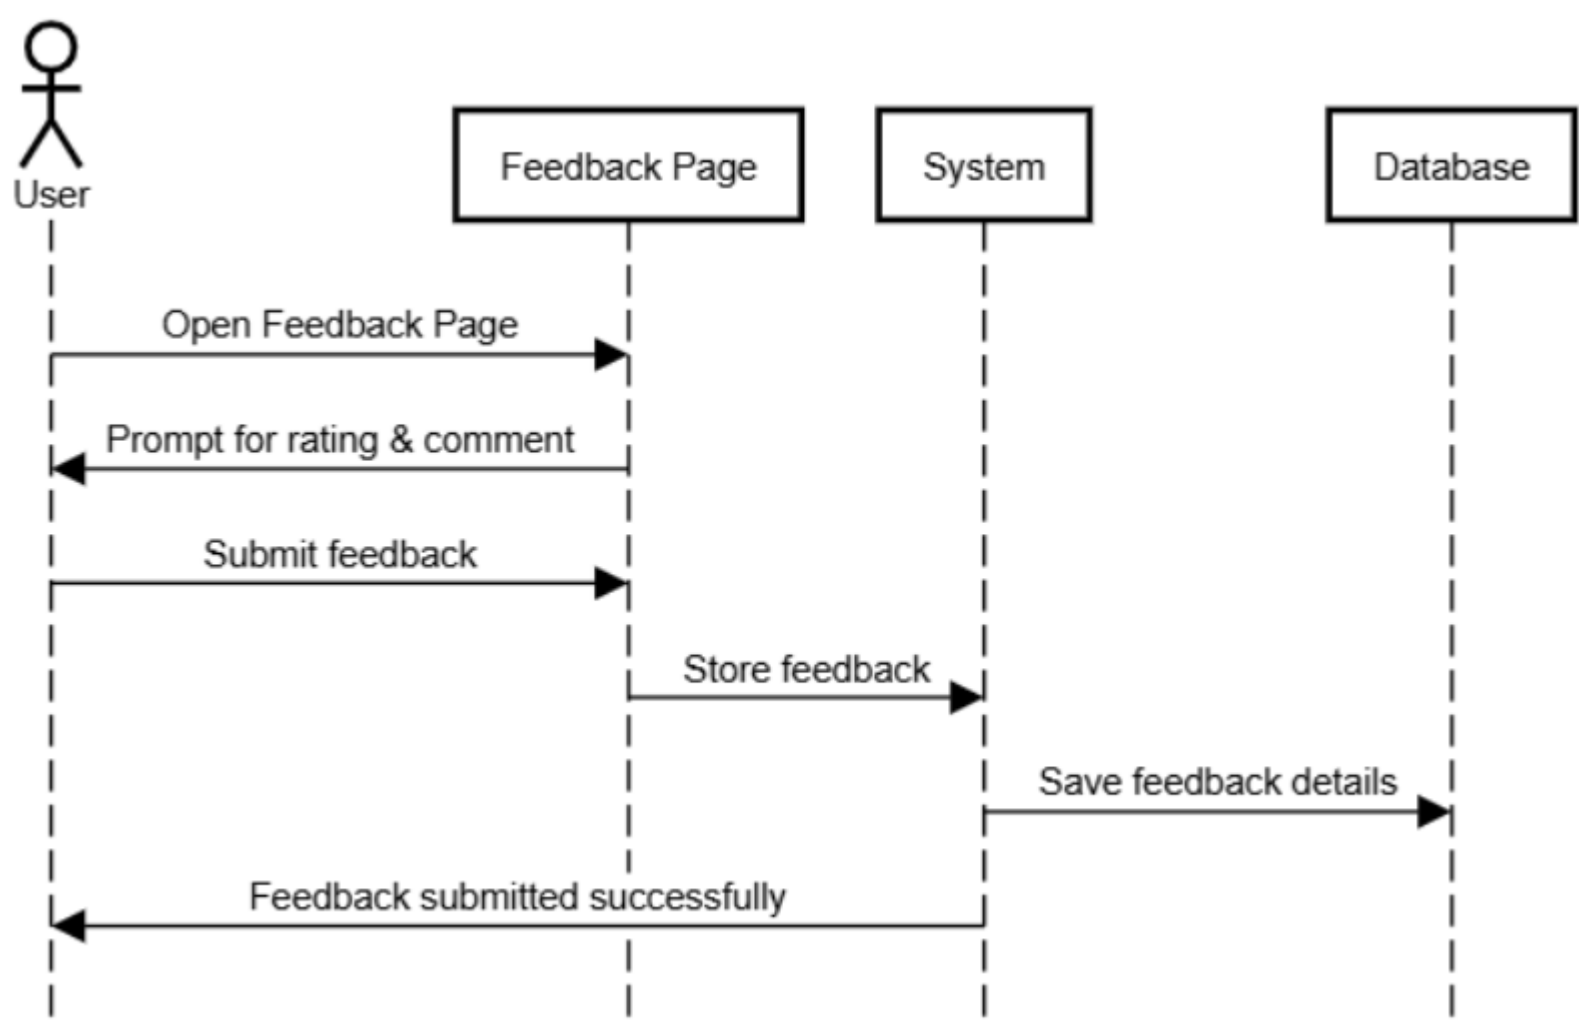 User
Feedback Page
System
Database
Open Feedback Page
Prompt for rating & comment
Submit feedback
Store feedback
Save feedback details
Feedback submitted successfully